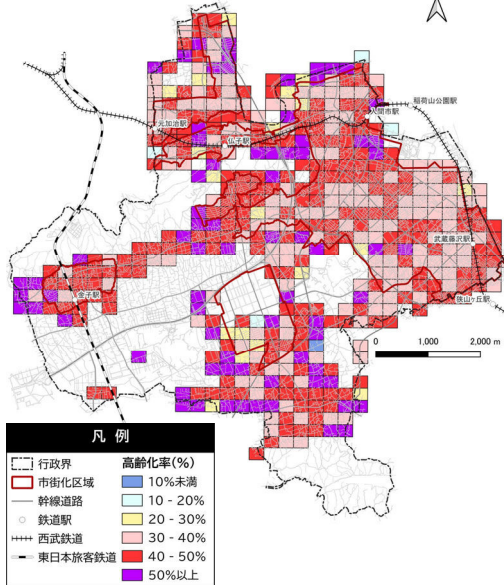 稲荷山公園駅
入間市駅
元加治駅
仏子駅
武蔵藤沢駅
狭山ヶ丘駅
金子駅
0 1,000 2,000 m
凡 例
行政界
市街化区域
幹線道路
鉄道駅
西武鉄道
東日本旅客鉄道
高齢化率(%)
10%未満
10 - 20%
20 - 30%
30 - 40%
40 - 50%
50%以上